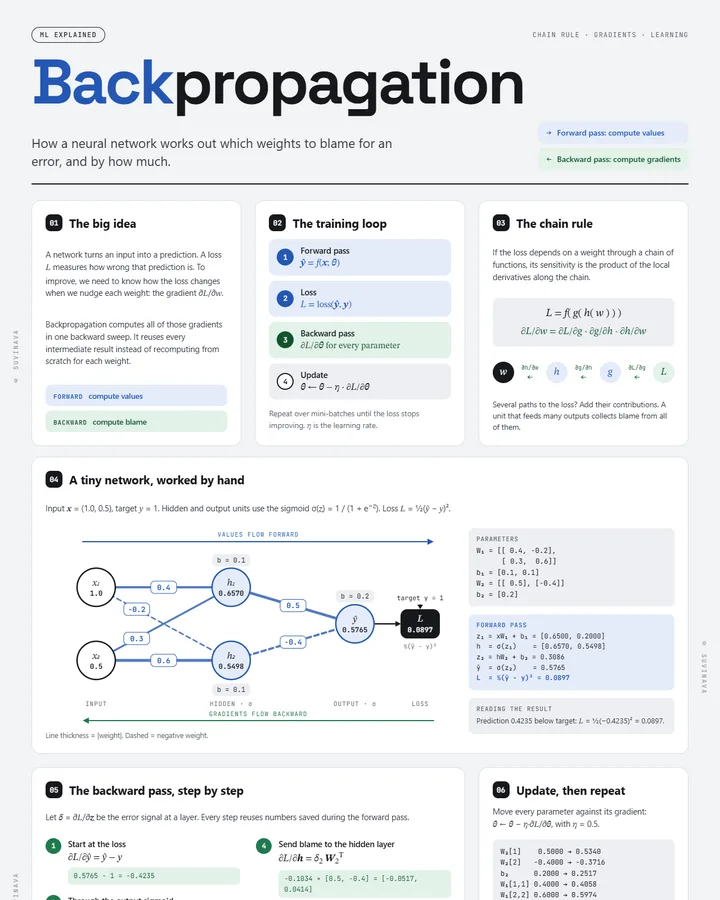 ML EXPLAINED
CHAIN RULE · GRADIENTS · LEARNING
Backpropagation
How a neural network works out which weights to blame for an
error, and by how much.
→ Forward pass: compute values
← Backward pass: compute gradients
01 The big idea
A network turns an input into a prediction. A loss
L measures how wrong that prediction is. To
improve, we need to know how the loss changes
when we nudge each weight: the gradient ∂L/∂w.
Backpropagation computes all of those gradients
in one backward sweep. It reuses every
intermediate result instead of recomputing from
scratch for each weight.
FORWARD compute values
BACKWARD compute blame
02 The training loop
1 Forward pass
ŷ = f(x; θ)
2 Loss
L = loss(ŷ, y)
3 Backward pass
∂L/∂θ for every parameter
4 Update
θ ← θ − η · ∂L/∂θ
Repeat over mini-batches until the loss stops
improving. η is the learning rate.
03 The chain rule
If the loss depends on a weight through a chain of
functions, its sensitivity is the product of the local
derivatives along the chain.
L = f( g( h( w ) ) )
∂L/∂w = ∂L/∂g · ∂g/∂h · ∂h/∂w
w ∂h/∂w ← h ∂g/∂h ← g ∂L/∂g ← L
Several paths to the loss? Add their contributions. A
unit that feeds many outputs collects blame from all
of them.
© SUVINAVA
04 A tiny network, worked by hand
Input x = (1.0, 0.5), target y = 1. Hidden and output units use the sigmoid σ(z) = 1 / (1 + e⁻ᶻ). Loss L = ½(ŷ − y)².
VALUES FLOW FORWARD
b = 0.1
x₁
1.0
0.4
h₁
0.6570
-0.2
0.5
b = 0.2
ŷ
0.5765
target y = 1
L
0.0897
½(ŷ − y)²
0.3
-0.4
x₂
0.5
0.6
h₂
0.5498
b = 0.1
INPUT
HIDDEN · σ
OUTPUT · σ
LOSS
GRADIENTS FLOW BACKWARD
Line thickness = |weight|. Dashed = negative weight.
PARAMETERS
W₁ = [[ 0.4, -0.2],
[ 0.3, 0.6]]
b₁ = [0.1, 0.1]
W₂ = [[ 0.5], [-0.4]]
b₂ = [0.2]
FORWARD PASS
z₁ = xW₁ + b₁ = [0.6500, 0.2000]
h = σ(z₁) = [0.6570, 0.5498]
z₂ = hW₂ + b₂ = 0.3086
ŷ = σ(z₂) = 0.5765
L = ½(ŷ − y)² = 0.0897
READING THE RESULT
Prediction 0.4235 below target: L = ½(−0.4235)² = 0.0897.
© SUVINAVA
05 The backward pass, step by step
Let δ = ∂L/∂z be the error signal at a layer. Every step reuses numbers saved during the forward pass.
1 Start at the loss
∂L/∂ŷ = ŷ − y
0.5765 − 1 = -0.4235
4 Send blame to the hidden layer
∂L/∂h = δ₂ W₂ᵀ
-0.1034 × [0.5, -0.4] = [-0.0517,
0.0414]
06 Update, then repeat
Move every parameter against its gradient:
θ ← θ − η·∂L/∂θ, with η = 0.5.
W₂[1] 0.5000 → 0.5340
W₂[2] -0.4000 → -0.3716
b₂ 0.2000 → 0.2517
W₁[1,1] 0.4000 → 0.4058
W₁[2,2] 0.6000 → 0.5974